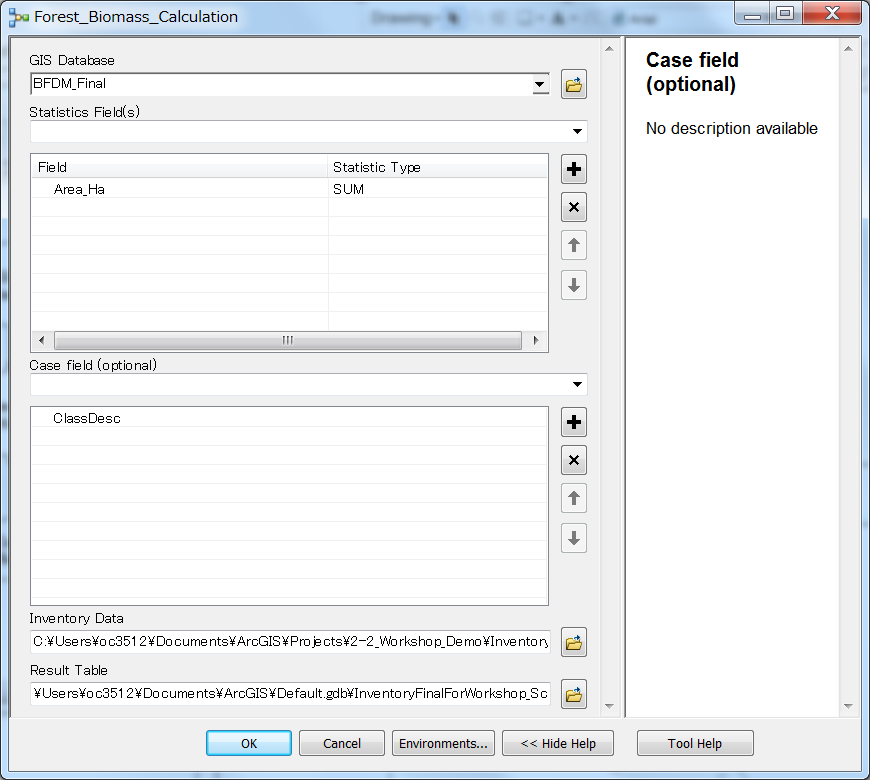 Forest_Biomass_Calculation
GIS Database
BFDM_Final
Statistics Field(s)
Field Statistic Type
Area_Ha SUM
Case field (optional)
ClassDesc
Inventory Data
C:¥Users¥oc3512¥Documents¥ArcGIS¥Projects¥2-2_Workshop_Demo¥Inventory
Result Table
¥Users¥oc3512¥Documents¥ArcGIS¥Default.gdb¥InventoryFinalForWorkshop_Sc
OK Cancel Environments... << Hide Help Tool Help
Case field
(optional)
No description available